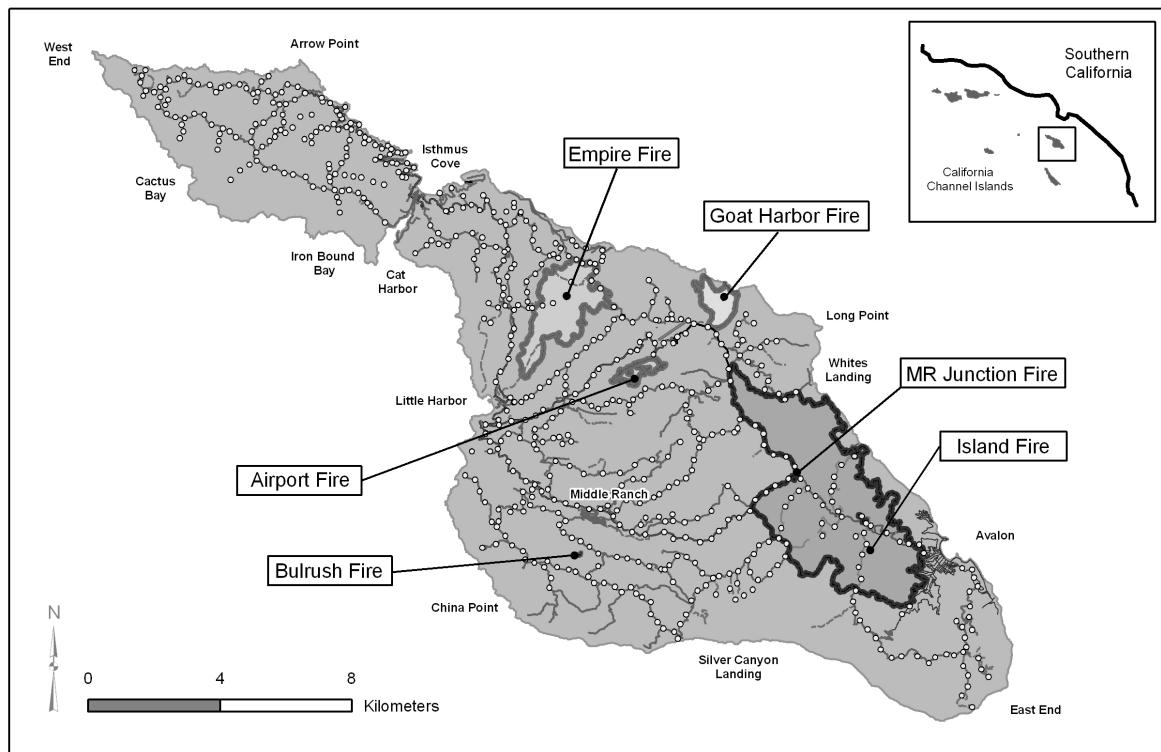 West
End
Arrow Point
Southern
California
California
Channel Islands
Isthmus
Cove
Empire Fire
Cactus
Bay
Goat Harbor Fire
Iron Bound
Bay
Cat
Harbor
Long Point
Whites
Landing
MR Junction Fire
Little Harbor
Island Fire
Airport Fire
Middle Ranch
Avalon
Bulrush Fire
China Point
N
Silver Canyon
Landing
0
4
8
Kilometers
East End